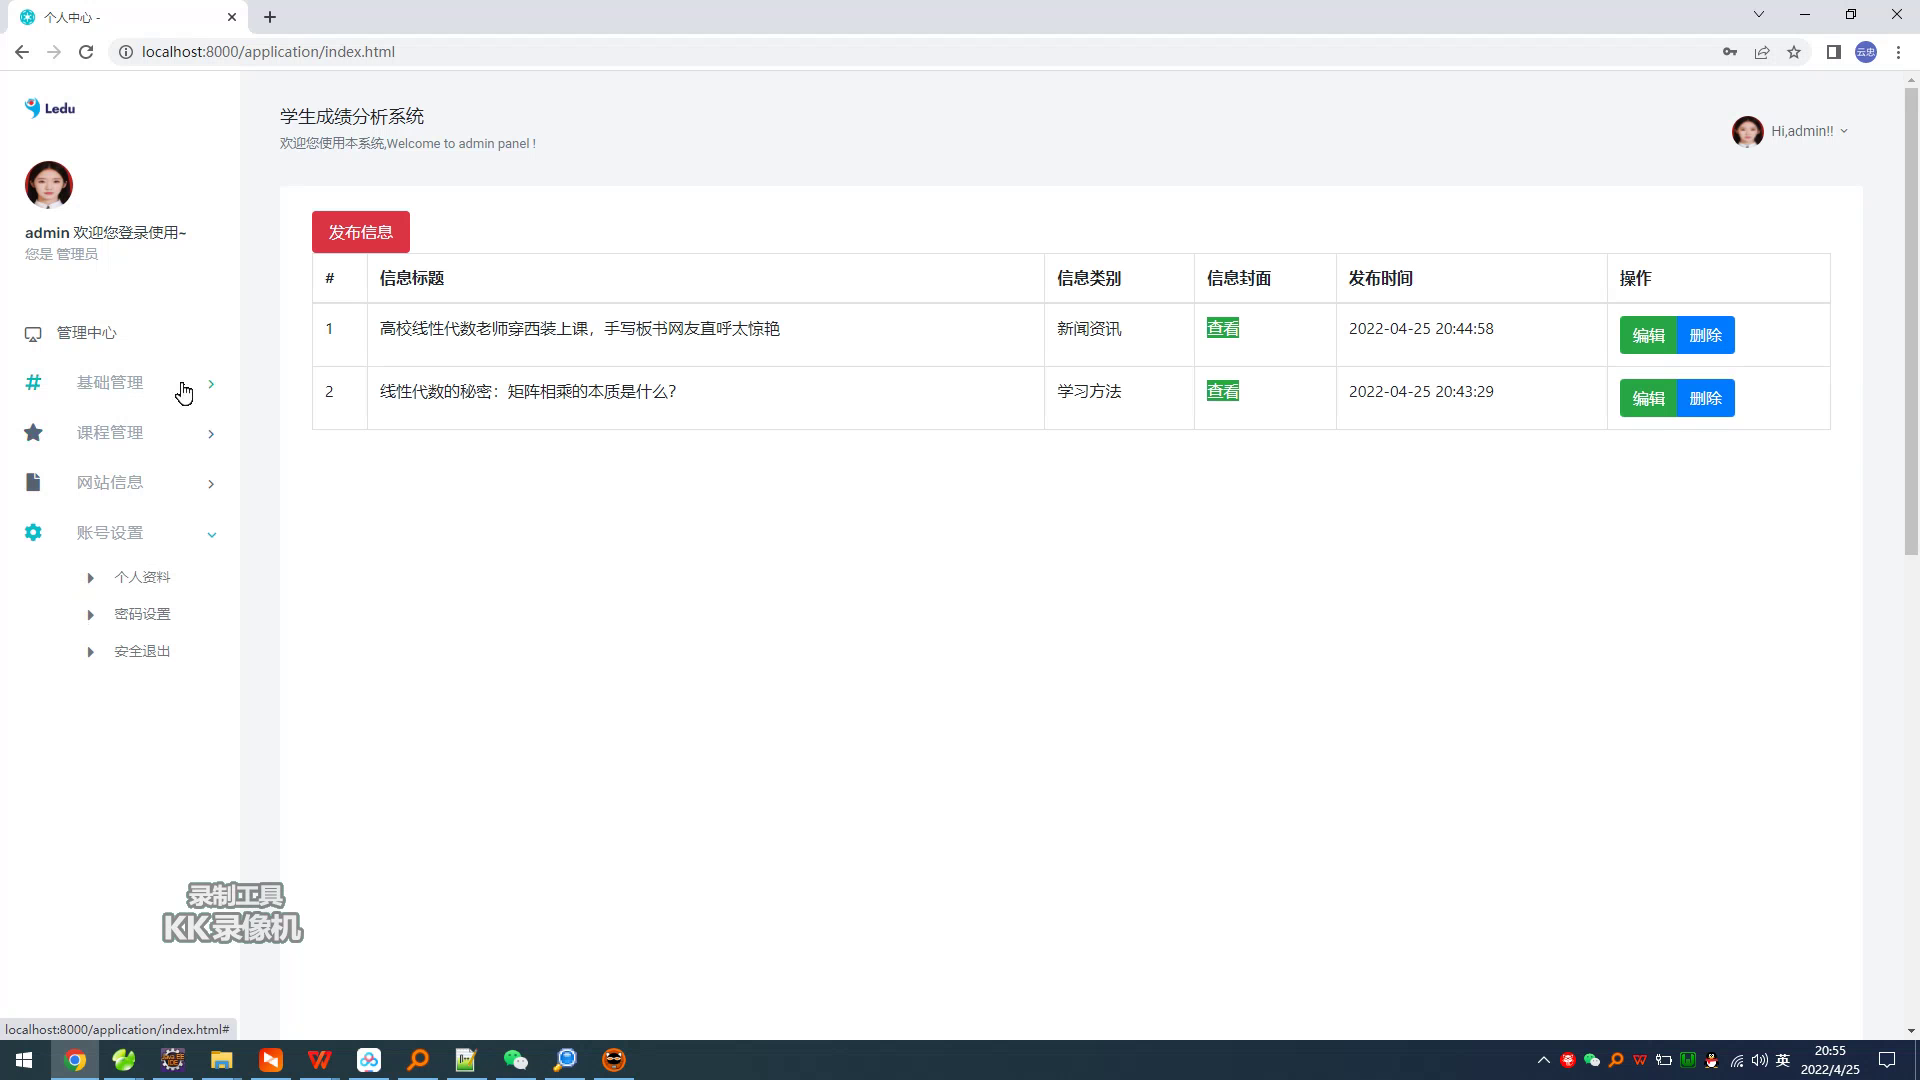 个人中心 -
localhost:8000/application/index.html
云忠
Ledu
admin 欢迎您登录使用~
您是 管理员
管理中心
基础管理
课程管理
网站信息
账号设置
个人资料
密码设置
安全退出
学生成绩分析系统
欢迎您使用本系统,Welcome to admin panel !
Hi,admin!!
发布信息
# 信息标题 信息类别 信息封面 发布时间 操作
1 高校线性代数老师穿西装上课，手写板书网友直呼太惊艳 新闻资讯 查看 2022-04-25 20:44:58 编辑 删除
2 线性代数的秘密：矩阵相乘的本质是什么？ 学习方法 查看 2022-04-25 20:43:29 编辑 删除
录制工具
KK录像机
localhost:8000/application/index.html#
英
20:55
2022/4/25